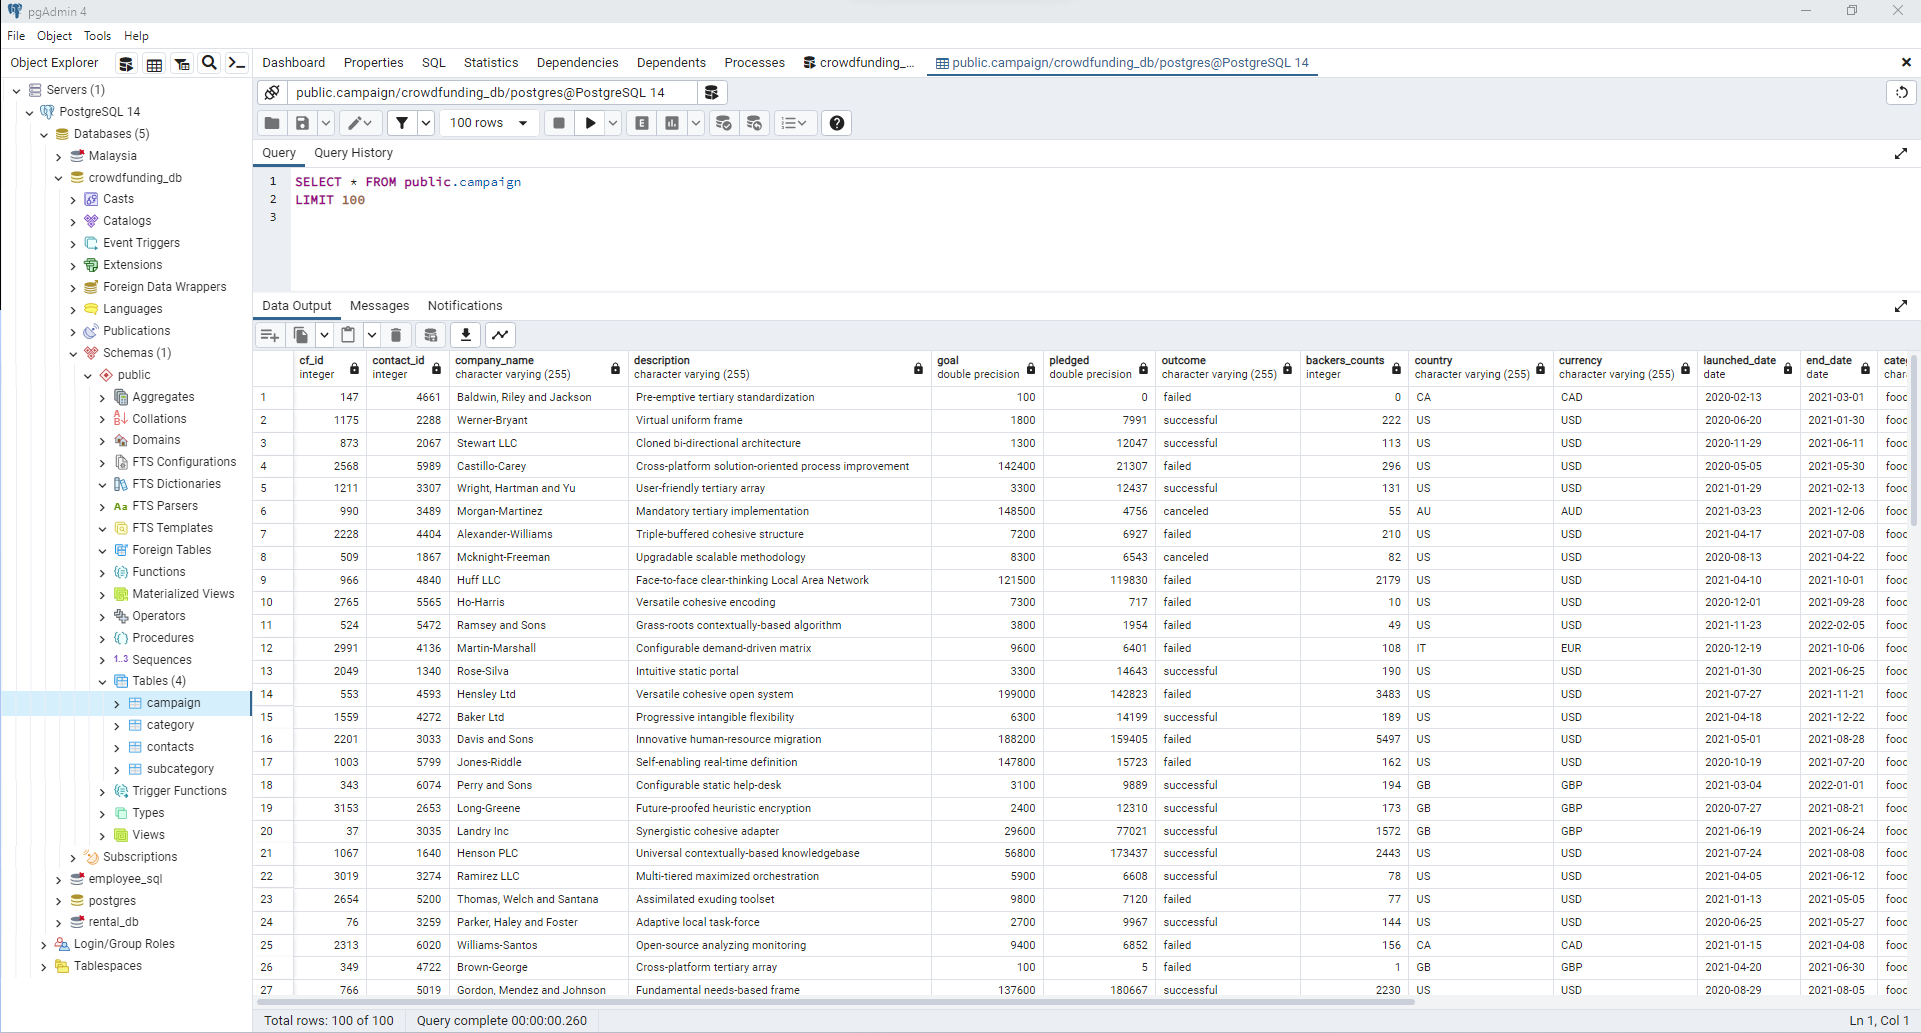 pgAdmin 4
File Object Tools Help
Object Explorer
Dashboard Properties SQL Statistics Dependencies Dependents Processes crowdfunding_... public.campaign/crowdfunding_db/postgres@PostgreSQL 14
Servers (1)
PostgreSQL 14
Databases (5)
Malaysia
crowdfunding_db
Casts
Catalogs
Event Triggers
Extensions
Foreign Data Wrappers
Languages
Publications
Schemas (1)
public
Aggregates
Collations
Domains
FTS Configurations
FTS Dictionaries
Aa FTS Parsers
FTS Templates
Foreign Tables
Functions
Materialized Views
Operators
Procedures
1..3 Sequences
Tables (4)
campaign
category
contacts
subcategory
Trigger Functions
Types
Views
Subscriptions
employee_sql
postgres
rental_db
Login/Group Roles
Tablespaces
public.campaign/crowdfunding_db/postgres@PostgreSQL 14
100 rows E
Query Query History
1 SELECT * FROM public.campaign
2 LIMIT 100
3
Data Output Messages Notifications
cf_id contact_id company_name description goal pledged outcome backers_counts country currency launched_date end_date categ
integer integer character varying (255) character varying (255) double precision double precision character varying (255) integer character varying (255) character varying (255) date date char
1 147 4661 Baldwin, Riley and Jackson Pre-emptive tertiary standardization 100 0 failed 0 CA CAD 2020-02-13 2021-03-01 food
2 1175 2288 Werner-Bryant Virtual uniform frame 1800 7991 successful 222 US USD 2020-06-20 2021-01-30 food
3 873 2067 Stewart LLC Cloned bi-directional architecture 1300 12047 successful 113 US USD 2020-11-29 2021-06-11 food
4 2568 5989 Castillo-Carey Cross-platform solution-oriented process improvement 142400 21307 failed 296 US USD 2020-05-05 2021-05-30 food
5 1211 3307 Wright, Hartman and Yu User-friendly tertiary array 3300 12437 successful 131 US USD 2021-01-29 2021-02-13 food
6 990 3489 Morgan-Martinez Mandatory tertiary implementation 148500 4756 canceled 55 AU AUD 2021-03-23 2021-12-06 food
7 2228 4404 Alexander-Williams Triple-buffered cohesive structure 7200 6927 failed 210 US USD 2021-04-17 2021-07-08 food
8 509 1867 Mcknight-Freeman Upgradable scalable methodology 8300 6543 canceled 82 US USD 2020-08-13 2021-04-22 food
9 966 4840 Huff LLC Face-to-face clear-thinking Local Area Network 121500 119830 failed 2179 US USD 2021-04-10 2021-10-01 food
10 2765 5565 Ho-Harris Versatile cohesive encoding 7300 717 failed 10 US USD 2020-12-01 2021-09-28 food
11 524 5472 Ramsey and Sons Grass-roots contextually-based algorithm 3800 1954 failed 49 US USD 2021-11-23 2022-02-05 food
12 2991 4136 Martin-Marshall Configurable demand-driven matrix 9600 6401 failed 108 IT EUR 2020-12-19 2021-10-06 food
13 2049 1340 Rose-Silva Intuitive static portal 3300 14643 successful 190 US USD 2021-01-30 2021-06-25 food
14 553 4593 Hensley Ltd Versatile cohesive open system 199000 142823 failed 3483 US USD 2021-07-27 2021-11-21 food
15 1559 4272 Baker Ltd Progressive intangible flexibility 6300 14199 successful 189 US USD 2021-04-18 2021-12-22 food
16 2201 3033 Davis and Sons Innovative human-resource migration 188200 159405 failed 5497 US USD 2021-05-01 2021-08-28 food
17 1003 5799 Jones-Riddle Self-enabling real-time definition 147800 15723 failed 162 US USD 2020-10-19 2021-07-20 food
18 343 6074 Perry and Sons Configurable static help-desk 3100 9889 successful 194 GB GBP 2021-03-04 2022-01-01 food
19 3153 2653 Long-Greene Future-proofed heuristic encryption 2400 12310 successful 173 GB GBP 2020-07-27 2021-08-21 food
20 37 3035 Landry Inc Synergistic cohesive adapter 29600 77021 successful 1572 GB GBP 2021-06-19 2021-06-24 food
21 1067 1640 Henson PLC Universal contextually-based knowledgebase 56800 173437 successful 2443 US USD 2021-07-24 2021-08-08 food
22 3019 3274 Ramirez LLC Multi-tiered maximized orchestration 5900 6608 successful 78 US USD 2021-04-05 2021-06-12 food
23 2654 5200 Thomas, Welch and Santana Assimilated exuding toolset 9800 7120 failed 77 US USD 2021-01-13 2021-05-05 food
24 76 3259 Parker, Haley and Foster Adaptive local task-force 2700 9967 successful 144 US USD 2020-06-25 2021-05-27 food
25 2313 6020 Williams-Santos Open-source analyzing monitoring 9400 6852 failed 156 CA CAD 2021-01-15 2021-04-08 food
26 349 4722 Brown-George Cross-platform tertiary array 100 5 failed 1 GB GBP 2021-04-20 2021-06-30 food
27 766 5019 Gordon, Mendez and Johnson Fundamental needs-based frame 137600 180667 successful 2230 US USD 2020-08-29 2021-08-05 food
Total rows: 100 of 100 Query complete 00:00:00.260 Ln 1, Col 1